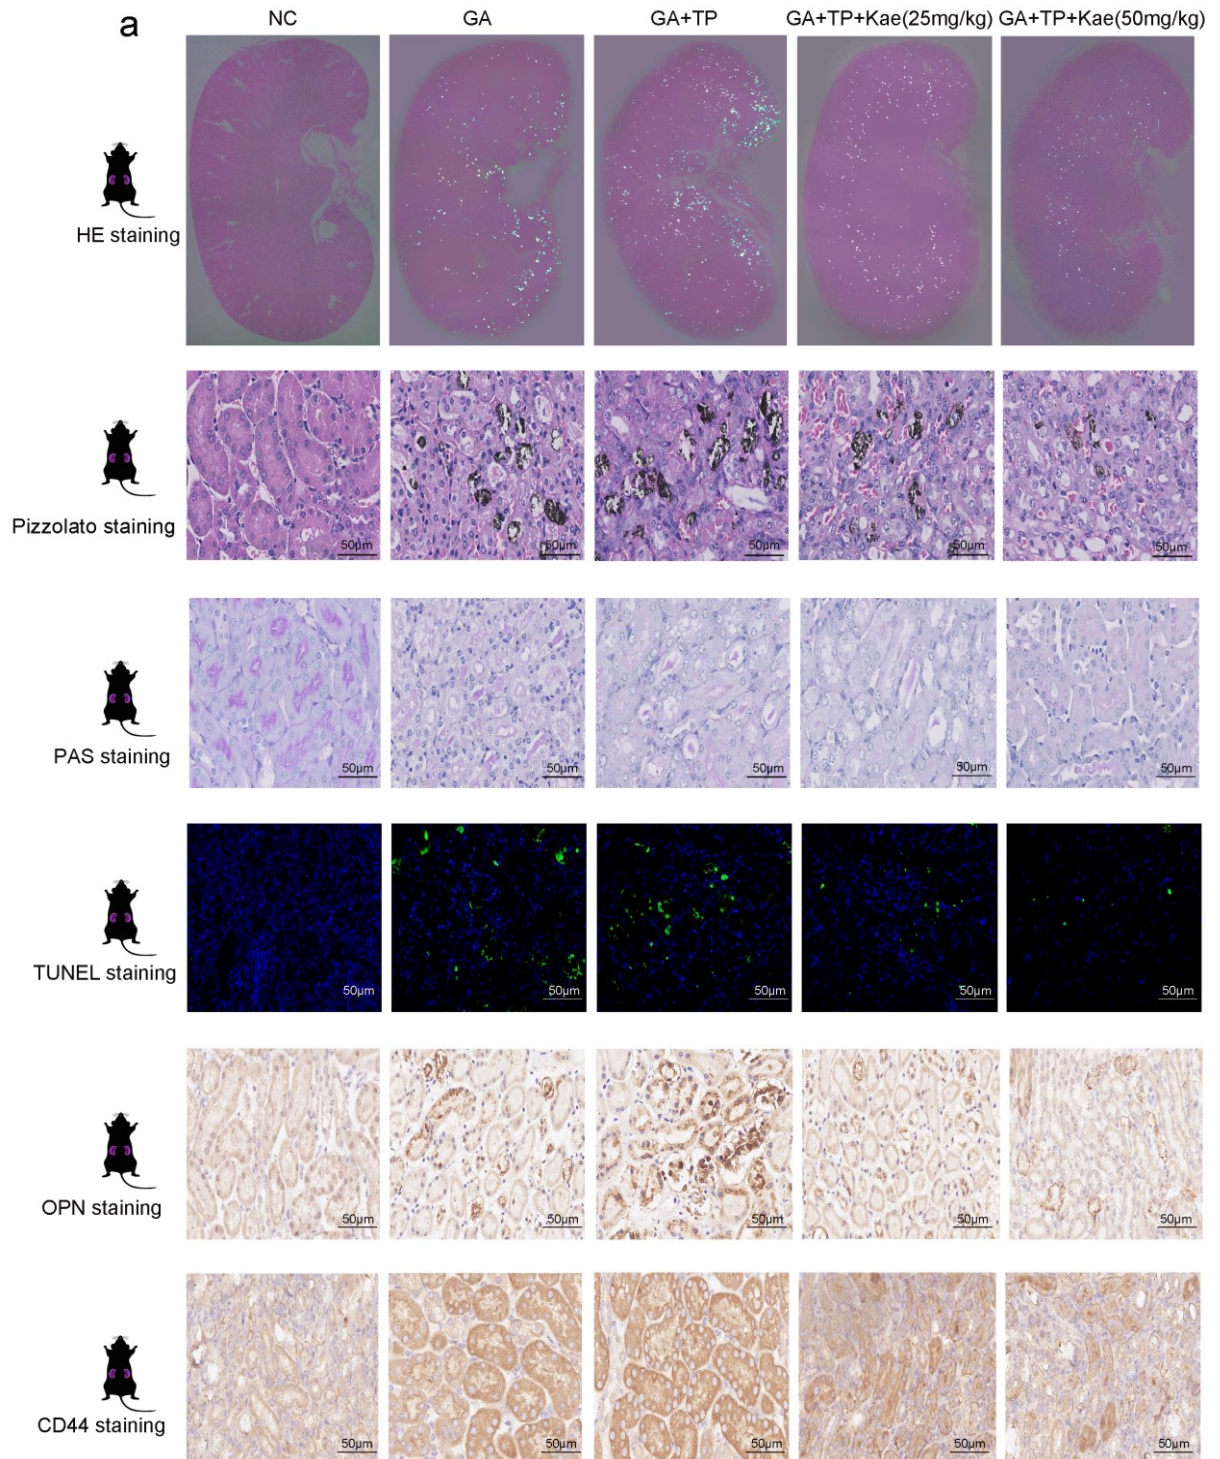 a
NC GA GA+TP GA+TP+Kae(25mg/kg) GA+TP+Kae(50mg/kg)
HE staining
Pizzolato staining
50μm 50μm 50μm 50μm 50μm
PAS staining
50μm 50μm 50μm 50μm 50μm
TUNEL staining
50μm 50μm 50μm 50μm 50μm
OPN staining
50μm 50μm 50μm 50μm 50μm
CD44 staining
50μm 50μm 50μm 50μm 50μm